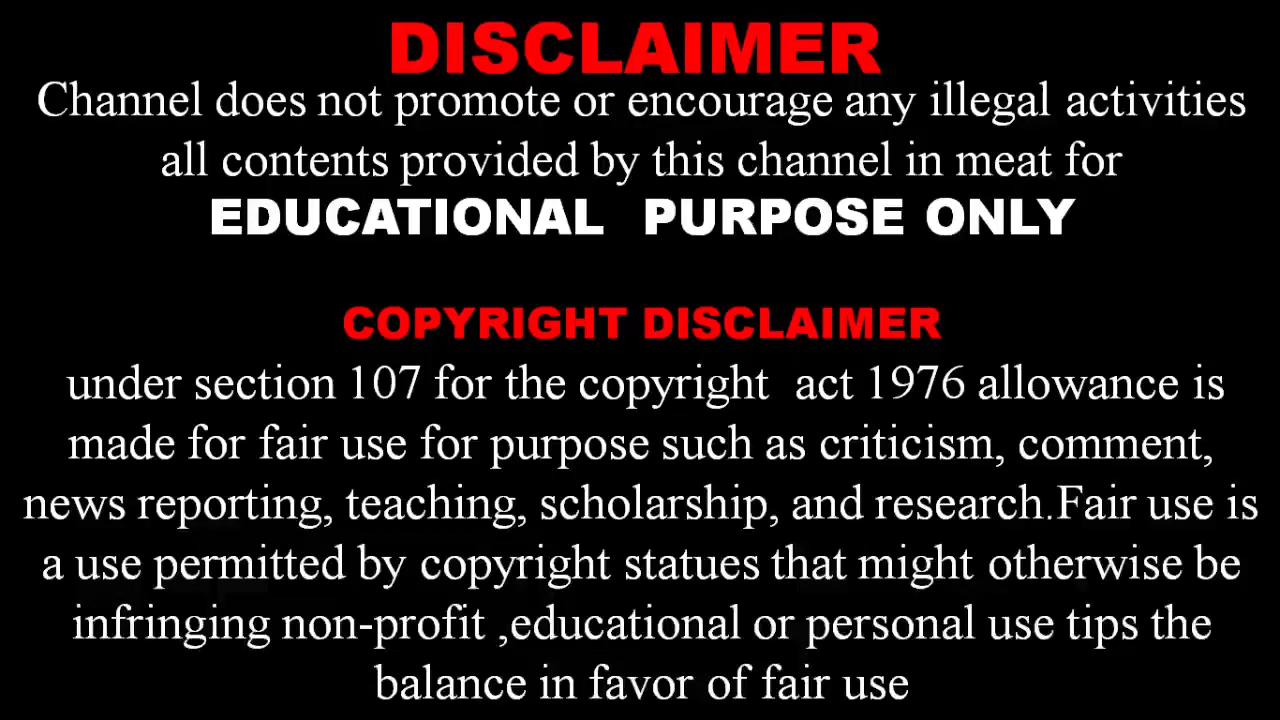 DISCLAIMER
Channel does not promote or encourage any illegal activities
all contents provided by this channel in meat for
EDUCATIONAL PURPOSE ONLY
COPYRIGHT DISCLAIMER
under section 107 for the copyright act 1976 allowance is
made for fair use for purpose such as criticism, comment,
news reporting, teaching, scholarship, and research.Fair use is
a use permitted by copyright statues that might otherwise be
infringing non-profit ,educational or personal use tips the
balance in favor of fair use